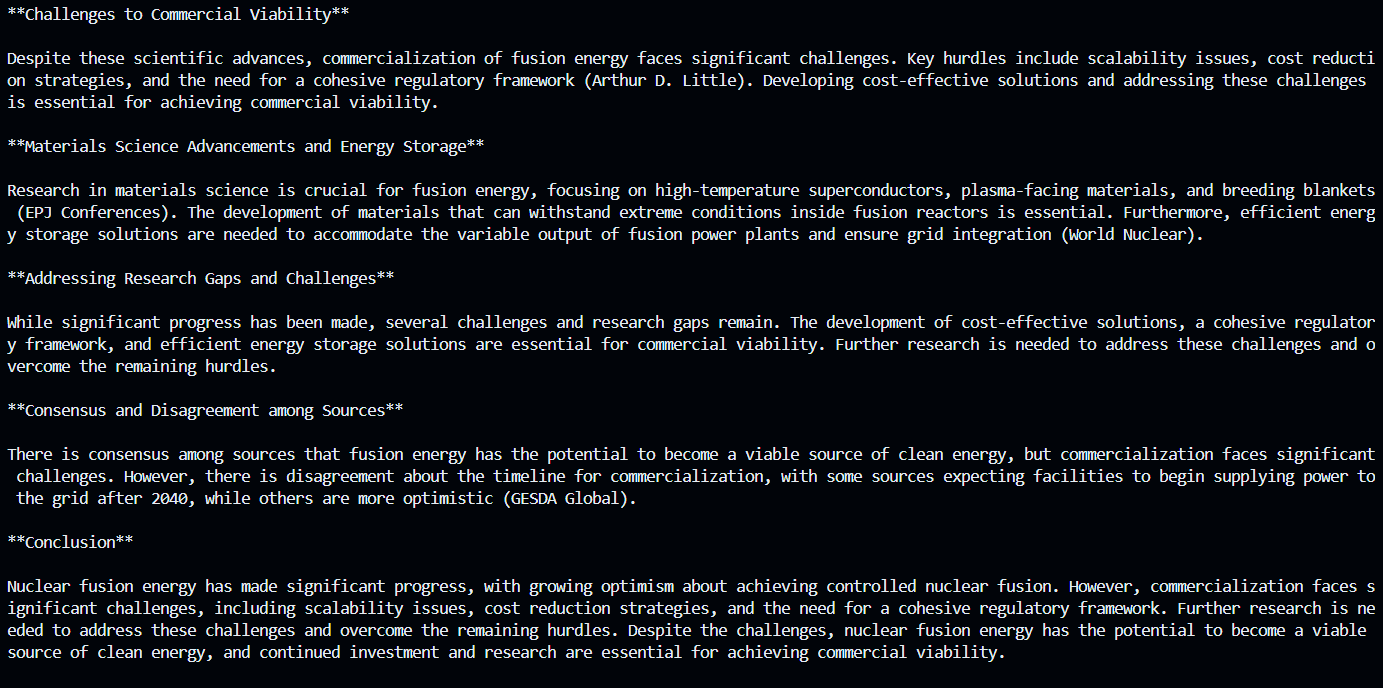 **Challenges to Commercial Viability**
Despite these scientific advances, commercialization of fusion energy faces significant challenges. Key hurdles include scalability issues, cost reducti
on strategies, and the need for a cohesive regulatory framework (Arthur D. Little). Developing cost-effective solutions and addressing these challenges
is essential for achieving commercial viability.
**Materials Science Advancements and Energy Storage**
Research in materials science is crucial for fusion energy, focusing on high-temperature superconductors, plasma-facing materials, and breeding blankets
(EPJ Conferences). The development of materials that can withstand extreme conditions inside fusion reactors is essential. Furthermore, efficient energ
y storage solutions are needed to accommodate the variable output of fusion power plants and ensure grid integration (World Nuclear).
**Addressing Research Gaps and Challenges**
While significant progress has been made, several challenges and research gaps remain. The development of cost-effective solutions, a cohesive regulator
y framework, and efficient energy storage solutions are essential for commercial viability. Further research is needed to address these challenges and o
vercome the remaining hurdles.
**Consensus and Disagreement among Sources**
There is consensus among sources that fusion energy has the potential to become a viable source of clean energy, but commercialization faces significant
challenges. However, there is disagreement about the timeline for commercialization, with some sources expecting facilities to begin supplying power to
the grid after 2040, while others are more optimistic (GESDA Global).
**Conclusion**
Nuclear fusion energy has made significant progress, with growing optimism about achieving controlled nuclear fusion. However, commercialization faces s
ignificant challenges, including scalability issues, cost reduction strategies, and the need for a cohesive regulatory framework. Further research is ne
eded to address these challenges and overcome the remaining hurdles. Despite the challenges, nuclear fusion energy has the potential to become a viable
source of clean energy, and continued investment and research are essential for achieving commercial viability.